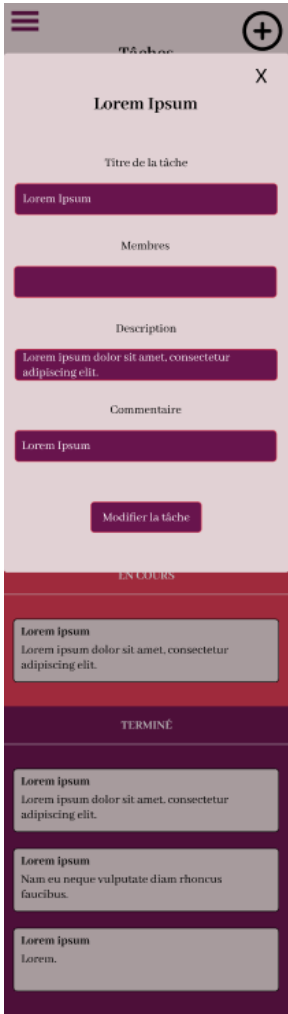 Tâches
X
Lorem Ipsum
Titre de la tâche
Lorem Ipsum
Membres
Description
Lorem ipsum dolor sit amet, consectetur
adipiscing elit.
Commentaire
Lorem Ipsum
Modifier la tâche
EN COURS
Lorem ipsum
Lorem ipsum dolor sit amet, consectetur
adipiscing elit.
TERMINÉ
Lorem ipsum
Lorem ipsum dolor sit amet, consectetur
adipiscing elit.
Lorem ipsum
Nam eu neque vulputate diam rhoncus
faucibus.
Lorem ipsum
Lorem.